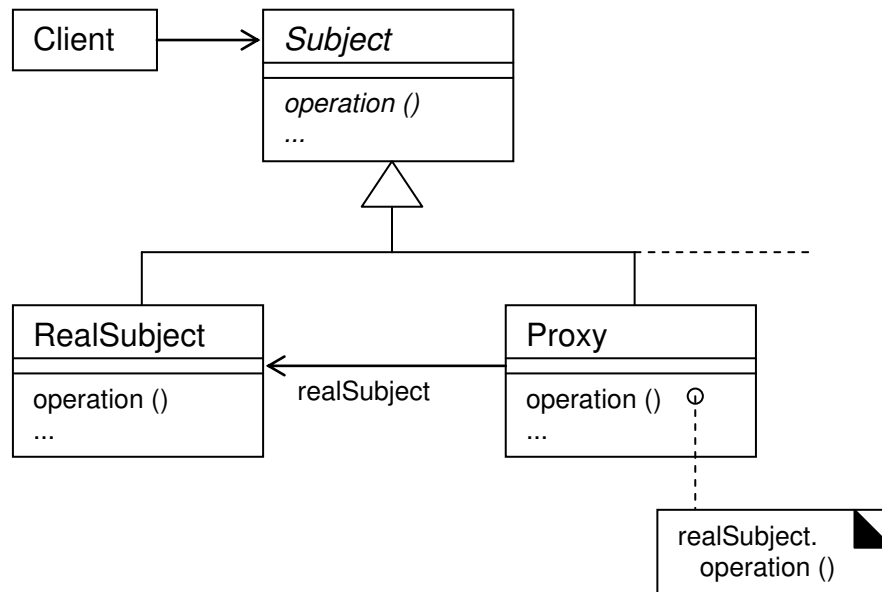 Client
Subject
operation ()
...
RealSubject
operation ()
...
realSubject
Proxy
operation ()
...
realSubject.
operation ()